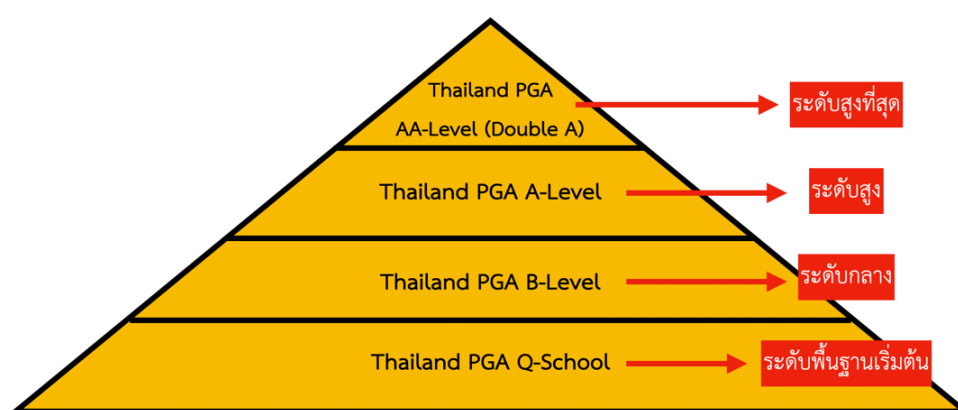 Thailand PGA
AA-Level (Double A)
ระดับสูงที่สุด
Thailand PGA A-Level
ระดับสูง
Thailand PGA B-Level
ระดับกลาง
Thailand PGA Q-School
ระดับพื้นฐานเริ่มต้น